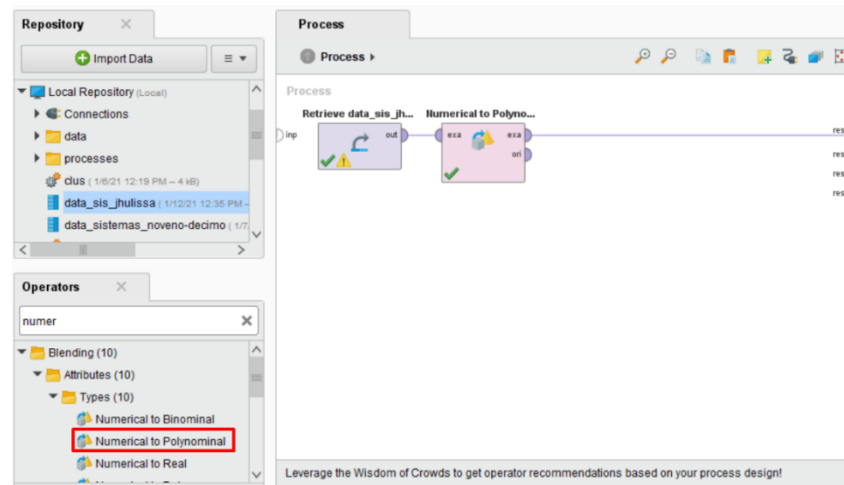 Repository
Import Data
Local Repository (Local)
Connections
data
processes
clus ( 1/6/21 12:19 PM – 4 kB)
data_sis_jhulissa ( 1/12/21 12:35 PM –
data_sistemas_noveno-decimo ( 1/7
Operators
numer
Blending (10)
Attributes (10)
Types (10)
Numerical to Binominal
Numerical to Polynominal
Numerical to Real
Process
Process
Process
Retrieve data_sis_jh... Numerical to Polyno...
inp out exa exa res
ori res
res
res
Leverage the Wisdom of Crowds to get operator recommendations based on your process design!